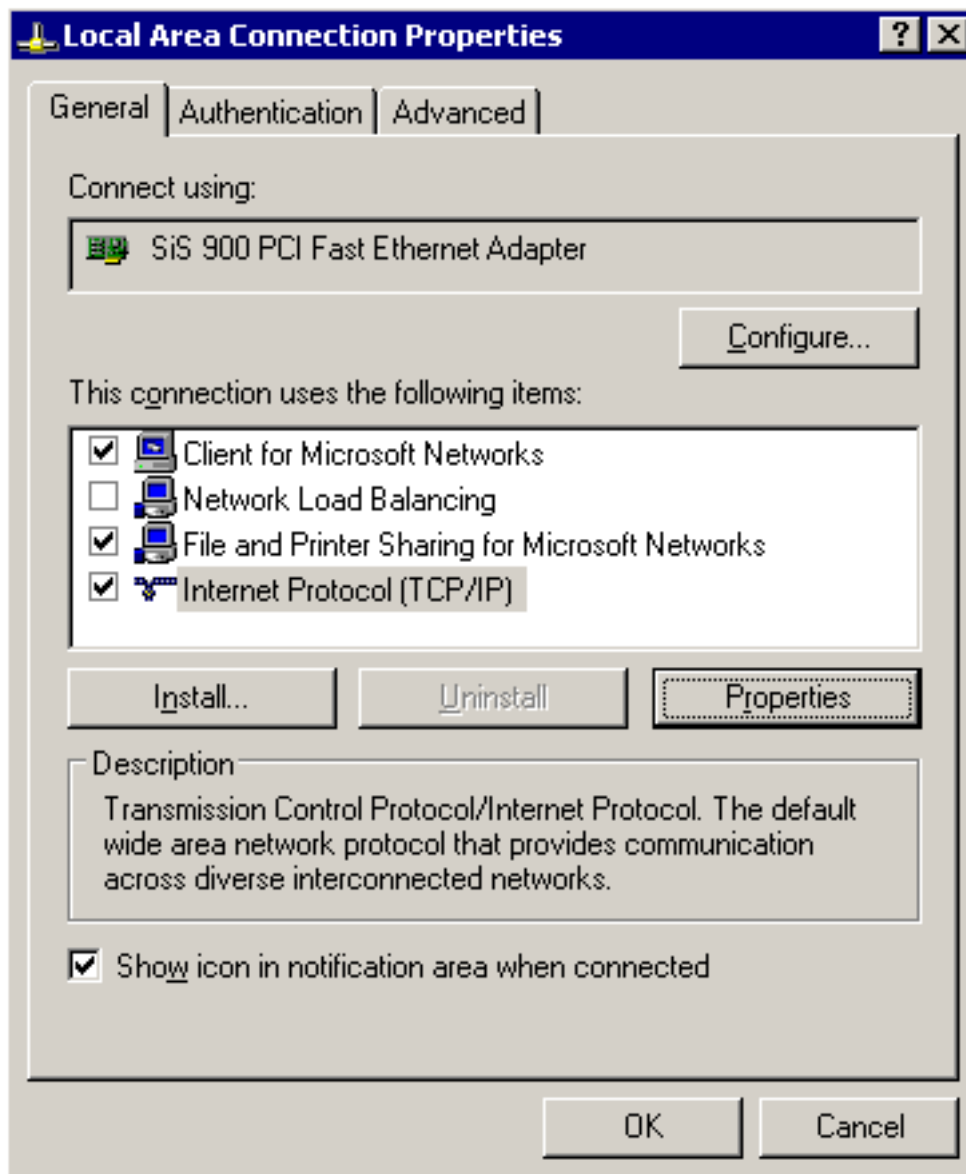 Local Area Connection Properties
General
Authentication
Advanced
Connect using:
SiS 900 PCI Fast Ethernet Adapter
Configure...
This connection uses the following items:
Client for Microsoft Networks
Network Load Balancing
File and Printer Sharing for Microsoft Networks
Internet Protocol (TCP/IP)
Install...
Uninstall
Properties
Description
Transmission Control Protocol/Internet Protocol. The default
wide area network protocol that provides communication
across diverse interconnected networks.
Show icon in notification area when connected
OK
Cancel